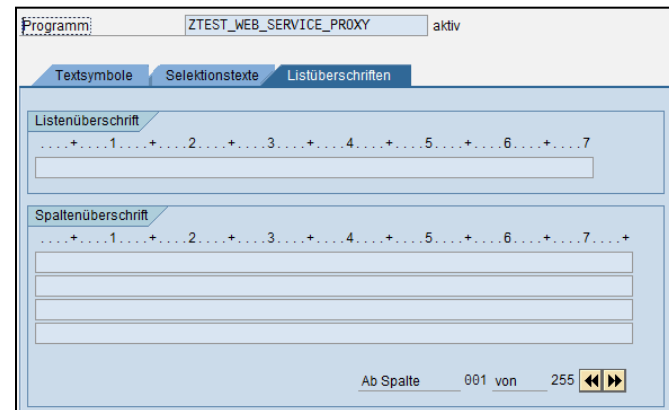 Programm ZTEST_WEB_SERVICE_PROXY aktiv
Textsymbole Selektionstexte Listüberschriften
Listenüberschrift
....+....1....+....2....+....3....+....4....+....5....+....6....+....7
Spaltenüberschrift
....+....1....+....2....+....3....+....4....+....5....+....6....+....7....+
Ab Spalte 001 von 255